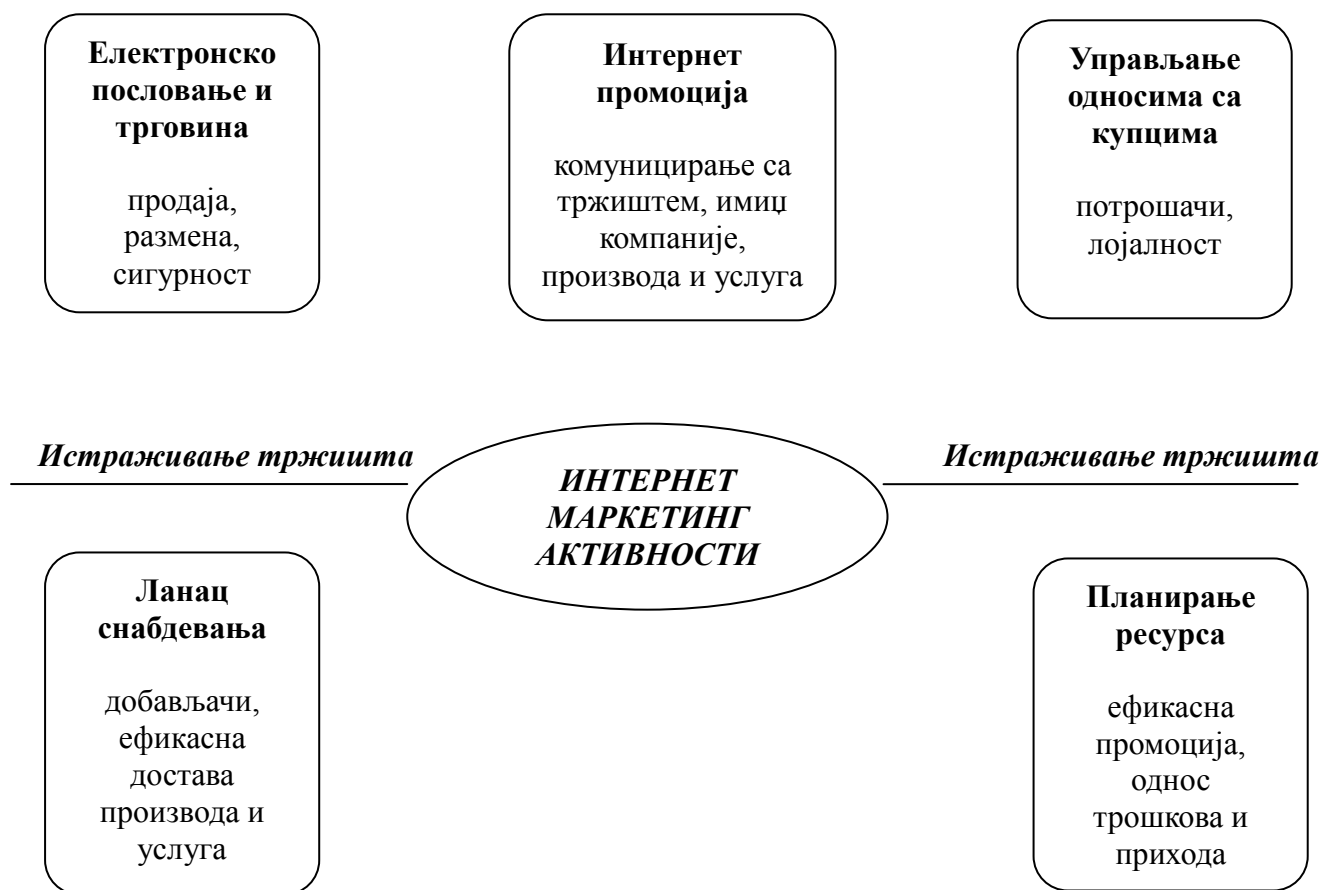 Електронско
пословање и
трговина
продаја,
размена,
сигурност
Интернет
промоција
комуницирање са
тржиштем, имиџ
компаније,
производа и услуга
Управљање
односима са
купцима
потрошачи,
лојалност
Истраживање тржишта
ИНТЕРНЕТ
МАРКЕТИНГ
АКТИВНОСТИ
Истраживање тржишта
Ланац
снабдевања
добављачи,
ефикасна
достава
производа и
услуга
Планирање
ресурса
ефикасна
промоција,
однос
трошкова и
прихода